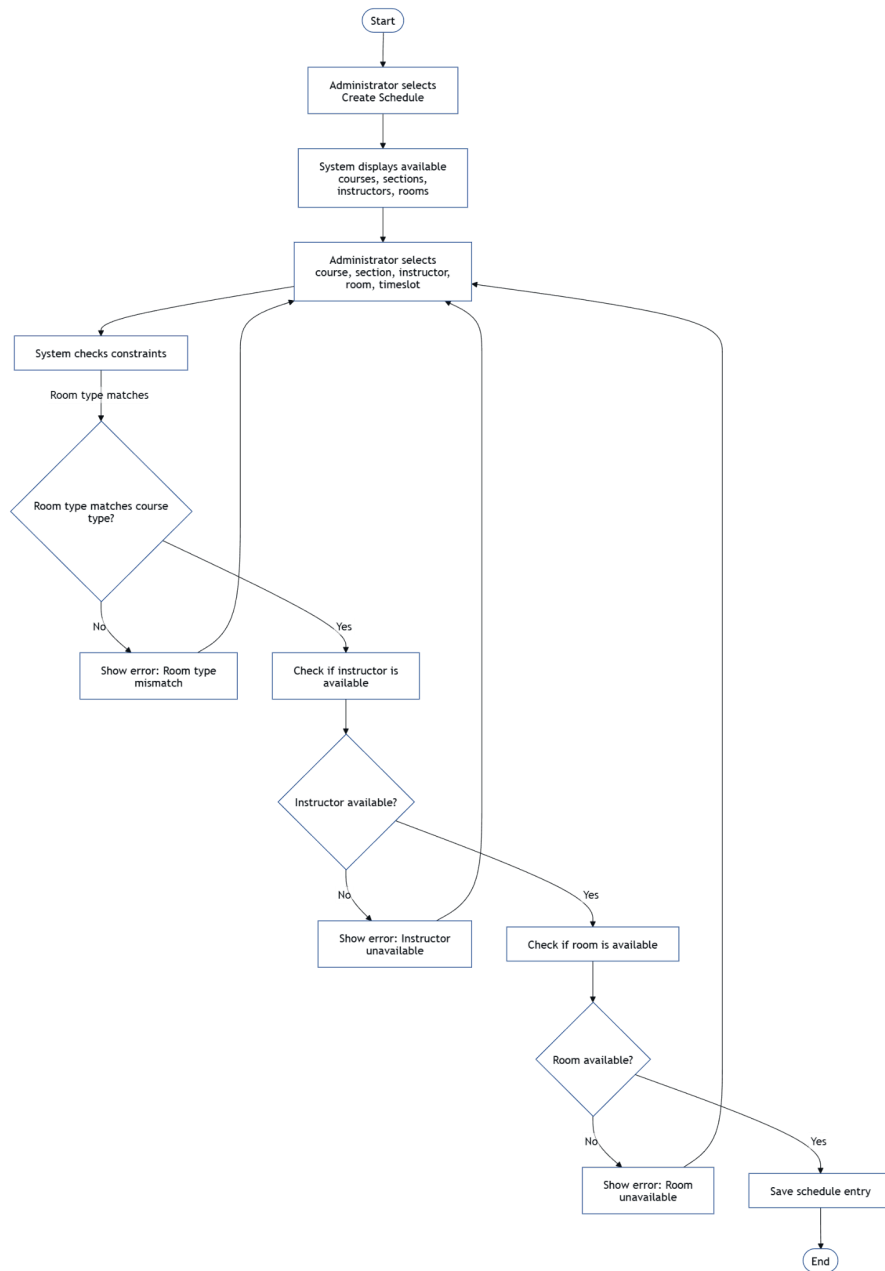 Start
Administrator selects
Create Schedule
System displays available
courses, sections,
instructors, rooms
Administrator selects
course, section, instructor,
room, timeslot
System checks constraints
Room type matches
Room type matches course
type?
No
Yes
Show error: Room type
mismatch
Check if instructor is
available
Instructor available?
No
Yes
Show error: Instructor
unavailable
Check if room is available
Room available?
No
Yes
Show error: Room
unavailable
Save schedule entry
End